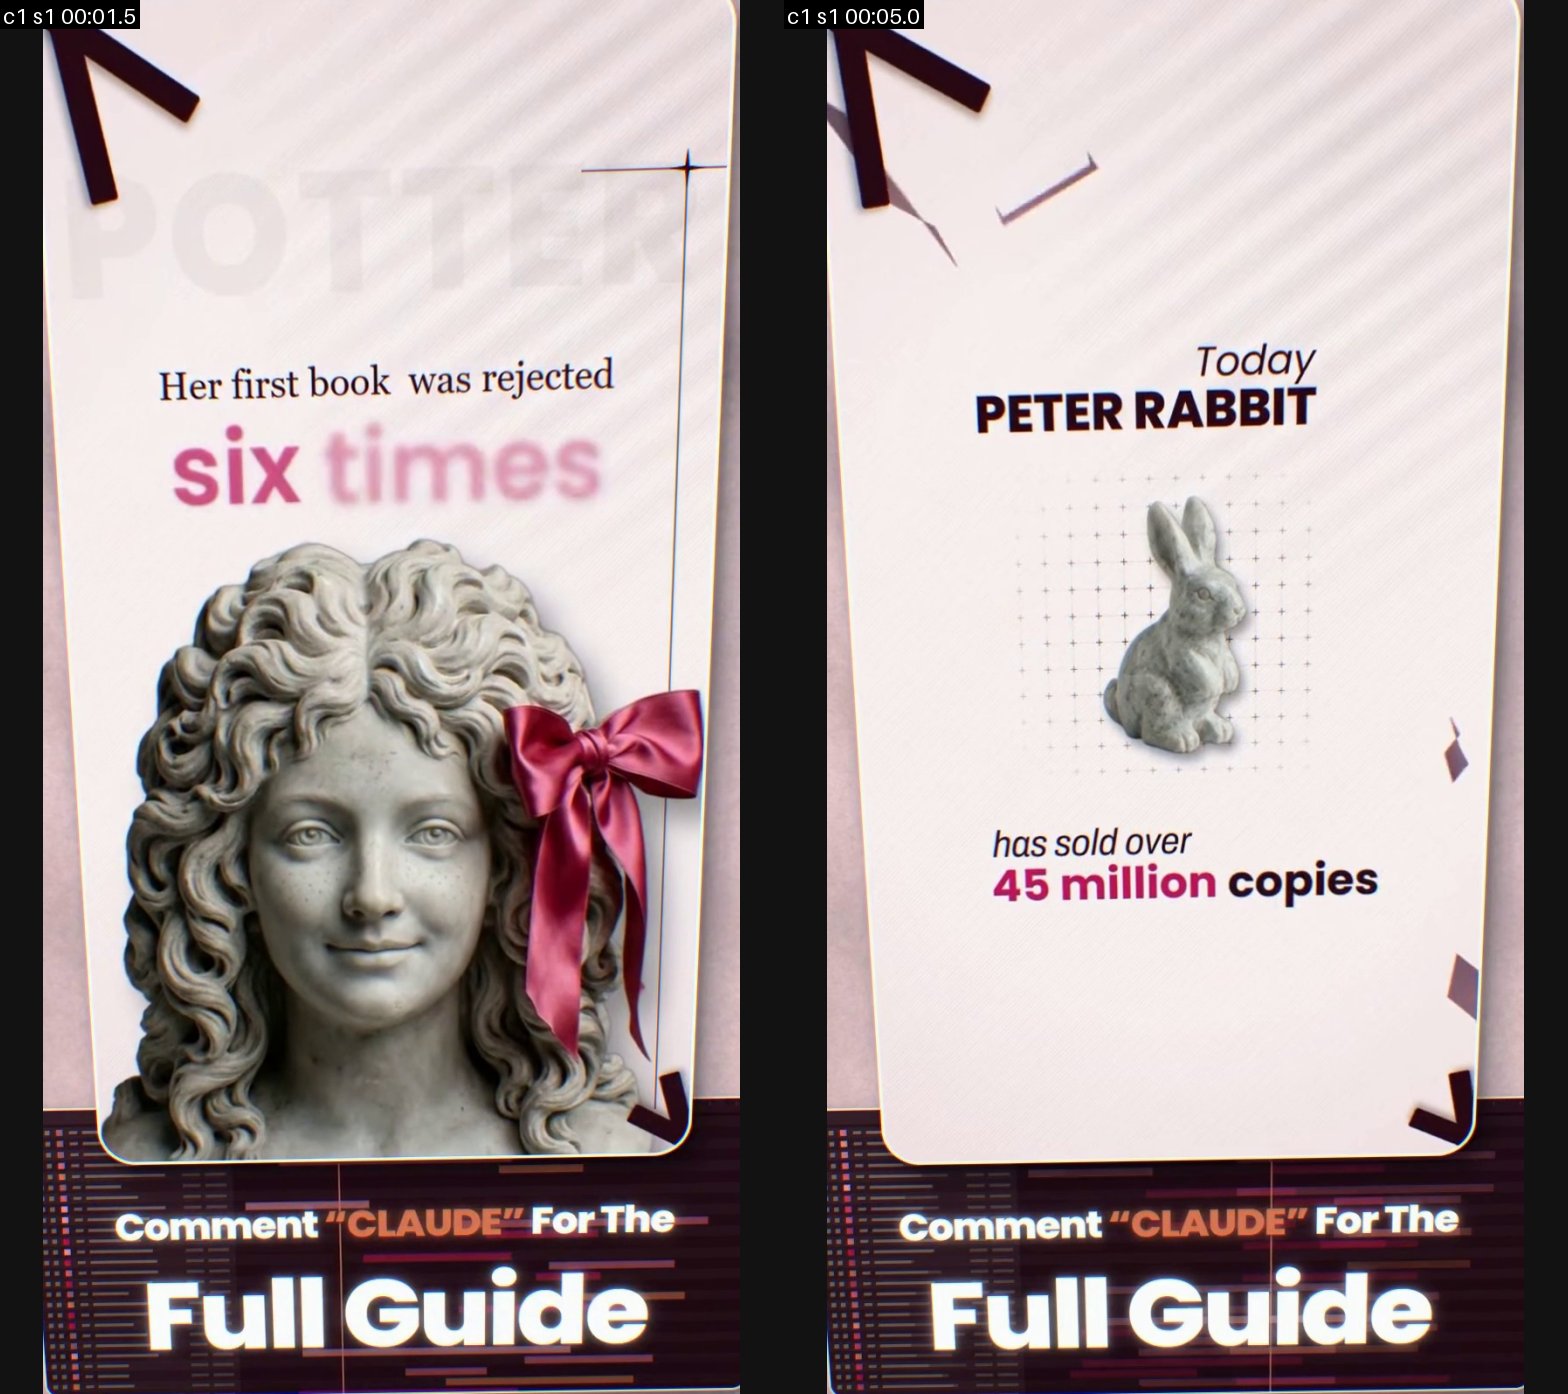 c1 s1 00:01.5
POTTER
Her first book was rejected
six times
Comment “CLAUDE” For The
Full Guide
c1 s1 00:05.0
Today
PETER RABBIT
has sold over
45 million copies
Comment “CLAUDE” For The
Full Guide